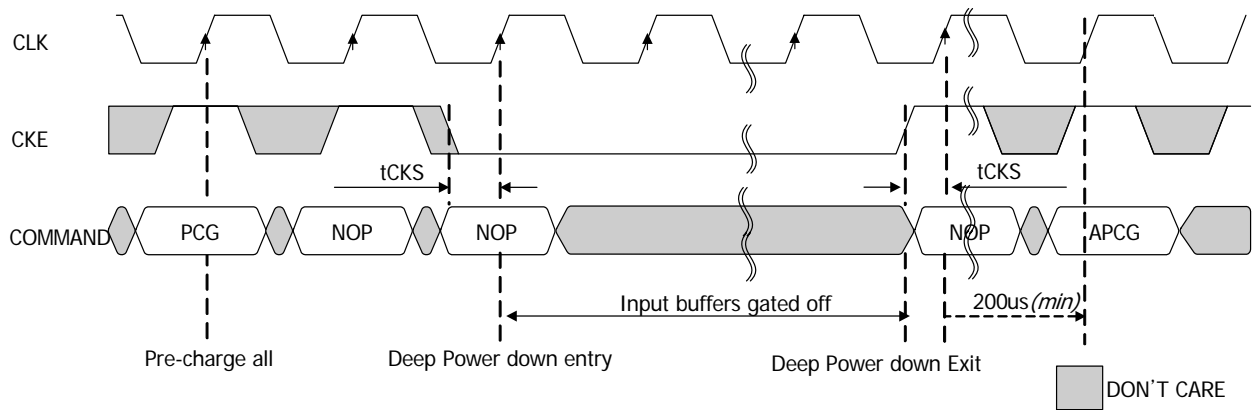 CLK
CKE
tCKS
tCKS
COMMAND
PCG
NOP
NOP
NOP
APCG
Input buffers gated off
200us(min)
Pre-charge all
Deep Power down entry
Deep Power down Exit
DON'T CARE